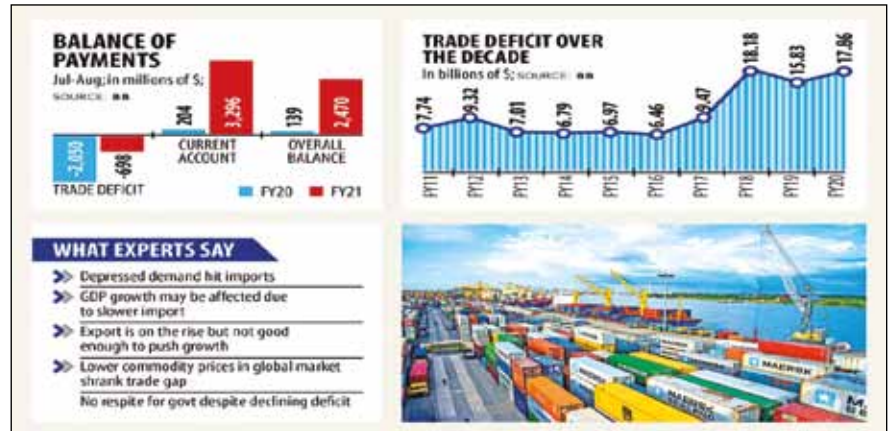 BALANCE OF
PAYMENTS
Jul-Aug; in millions of $;
SOURCE: BB
-2,050
-698
TRADE DEFICIT
204
3,296
CURRENT
ACCOUNT
139
2,470
OVERALL
BALANCE
FY20
FY21
TRADE DEFICIT OVER
THE DECADE
In billions of $; SOURCE: BB
7.74
9.32
7.01
6.79
6.97
6.46
9.47
18.18
15.83
17.86
FY11
FY12
FY13
FY14
FY15
FY16
FY17
FY18
FY19
FY20
WHAT EXPERTS SAY
Depressed demand hit imports
GDP growth may be affected due
to slower import
Export is on the rise but not good
enough to push growth
Lower commodity prices in global market
shrank trade gap
No respite for govt despite declining deficit
MAERSK
MAERSK